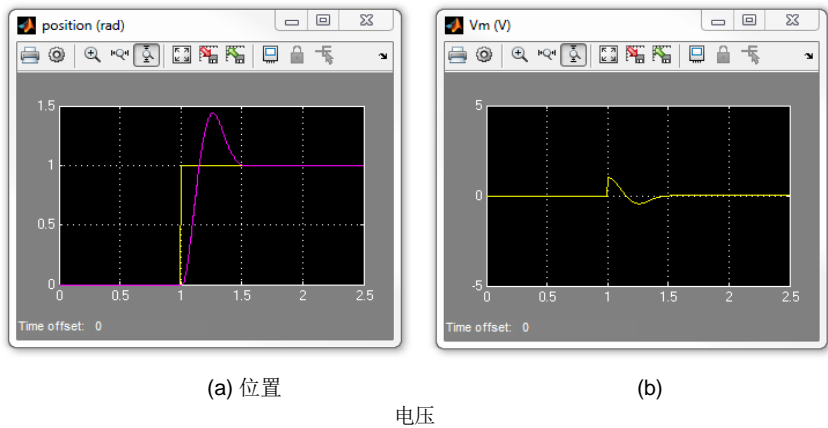 position (rad)
1.5
1
0.5
0
0 0.5 1 1.5 2 2.5
Time offset: 0
Vm (V)
5
0
-5
0 0.5 1 1.5 2 2.5
Time offset: 0
(a) 位置
(b)
电压